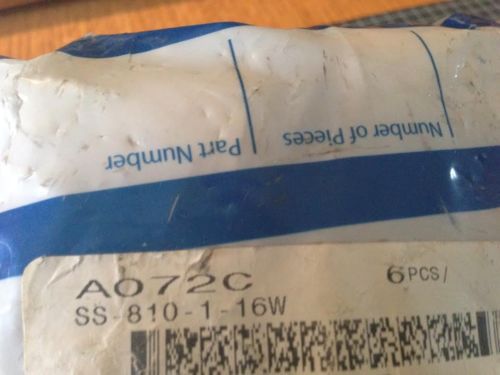 Number of Pieces
Part Number
A072C 6PCS/
SS-810-1-16W